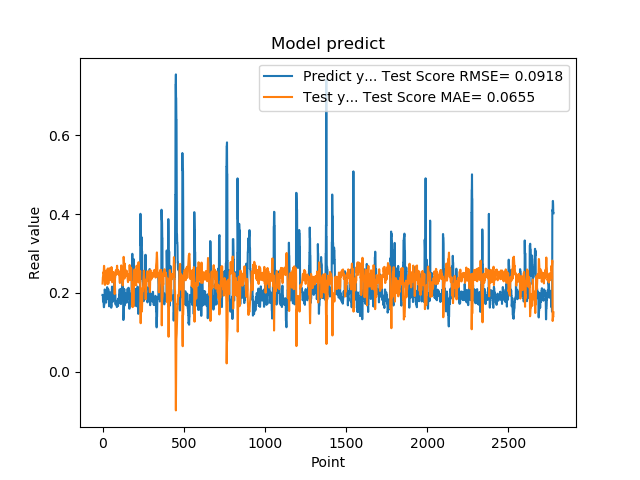 Model predict
Predict y... Test Score RMSE= 0.0918
Test y... Test Score MAE= 0.0655
Real value
0.6
0.4
0.2
0.0
0 500 1000 1500 2000 2500
Point